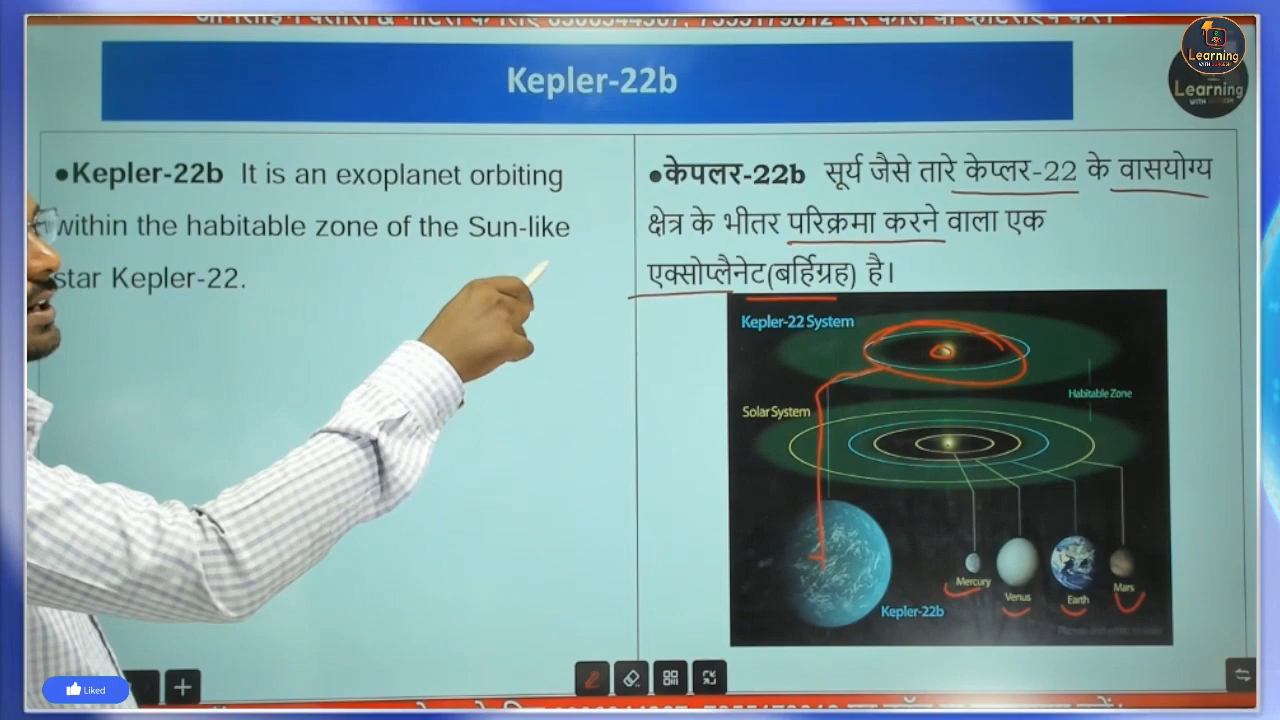 Kepler-22b
Learning
Learning
●Kepler-22b It is an exoplanet orbiting
within the habitable zone of the Sun-like
star Kepler-22.
●केपलर-22b सूर्य जैसे तारे केप्लर-22 के वासयोग्य
क्षेत्र के भीतर परिक्रमा करने वाला एक
एक्सोप्लैनेट(बर्हिग्रह) है।
Kepler-22 System
Habitable Zone
Solar System
Mercury
Venus
Earth
Mars
Kepler-22b
Liked